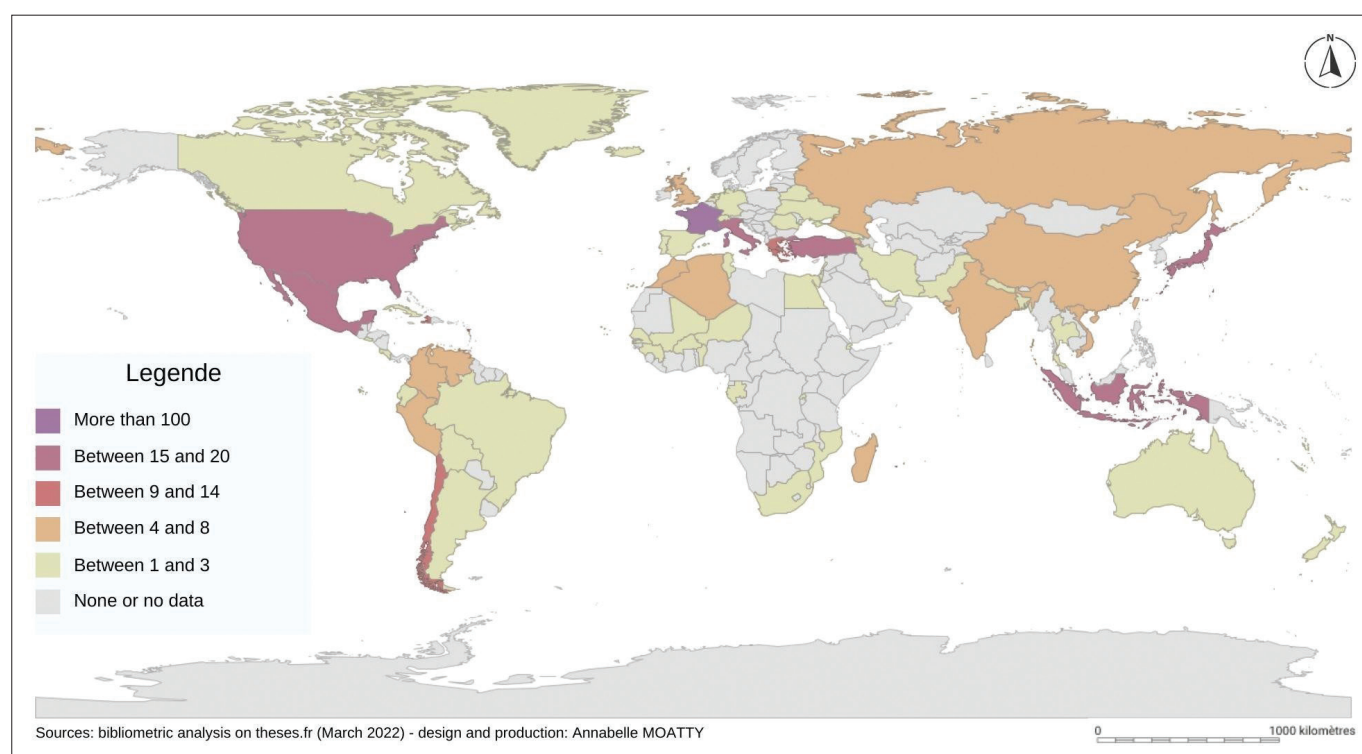 N
Legende
More than 100
Between 15 and 20
Between 9 and 14
Between 4 and 8
Between 1 and 3
None or no data
Sources: bibliometric analysis on theses.fr (March 2022) - design and production: Annabelle MOATTY
0 1000 kilomètres